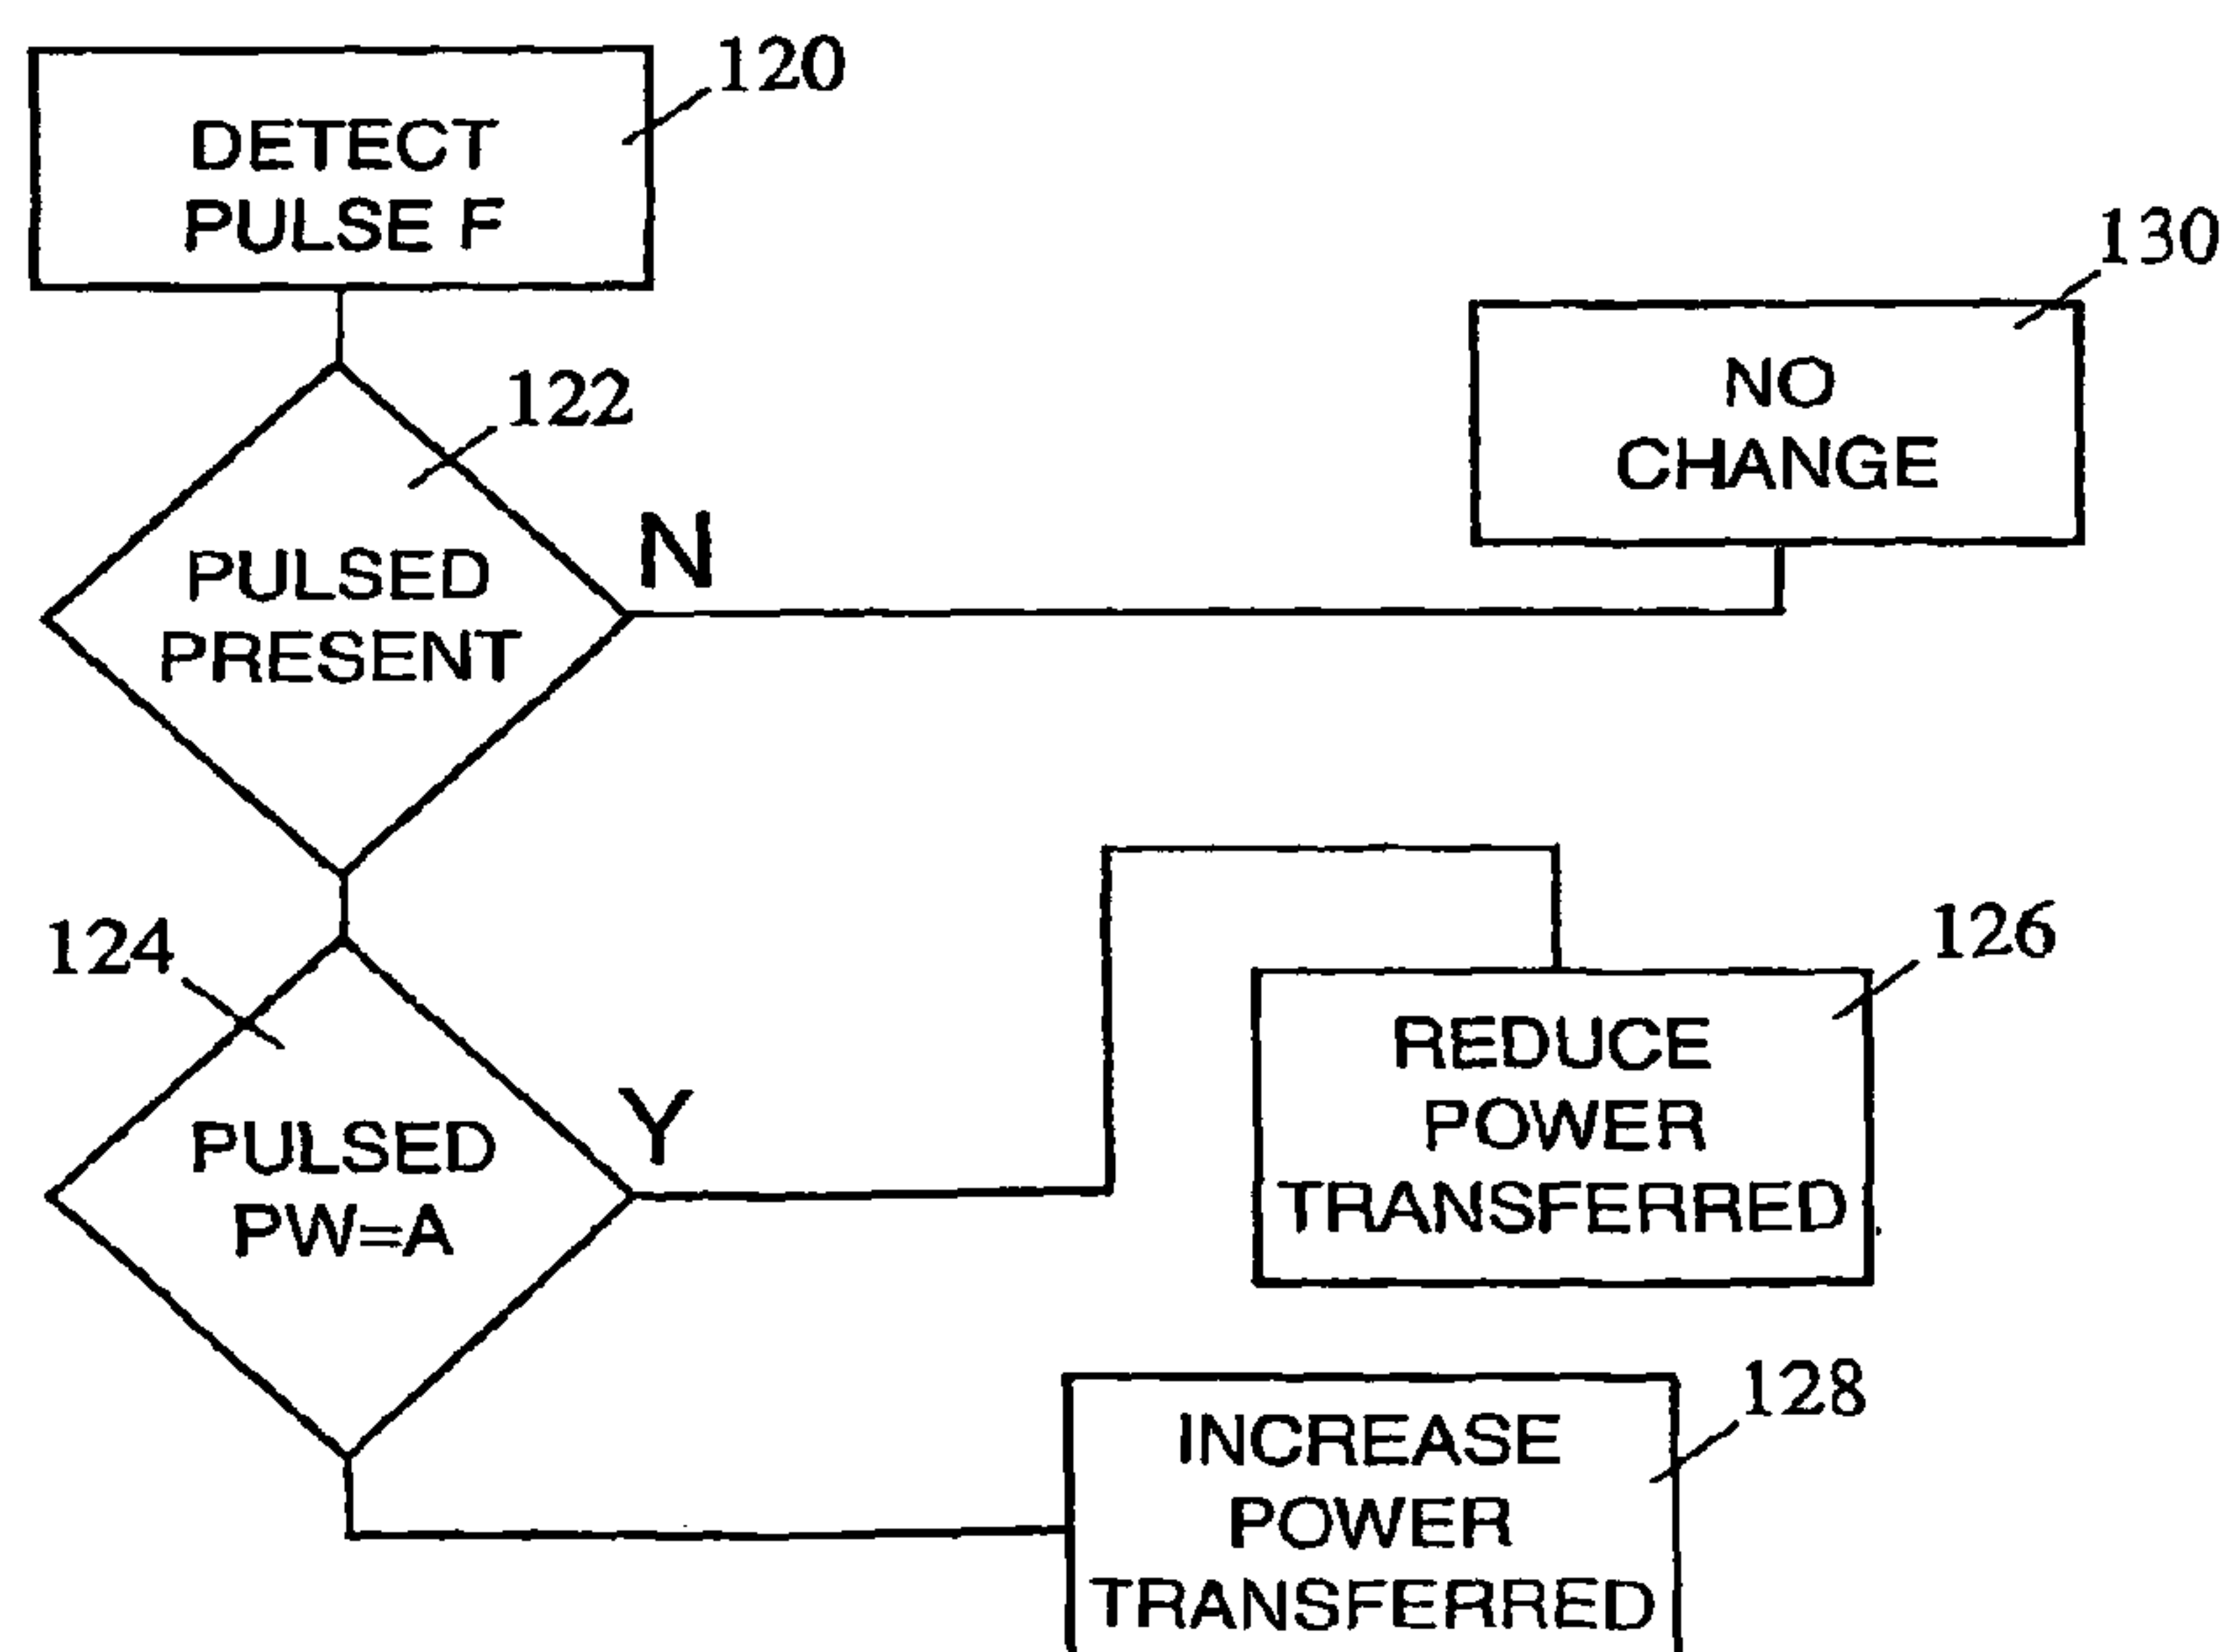 120
DETECT
PULSE F
130
NO
CHANGE
122
N
PULSED
PRESENT
124
126
Y
PULSED
PW=A
REDUCE
POWER
TRANSFERRED
128
INCREASE
POWER
TRANSFERRED